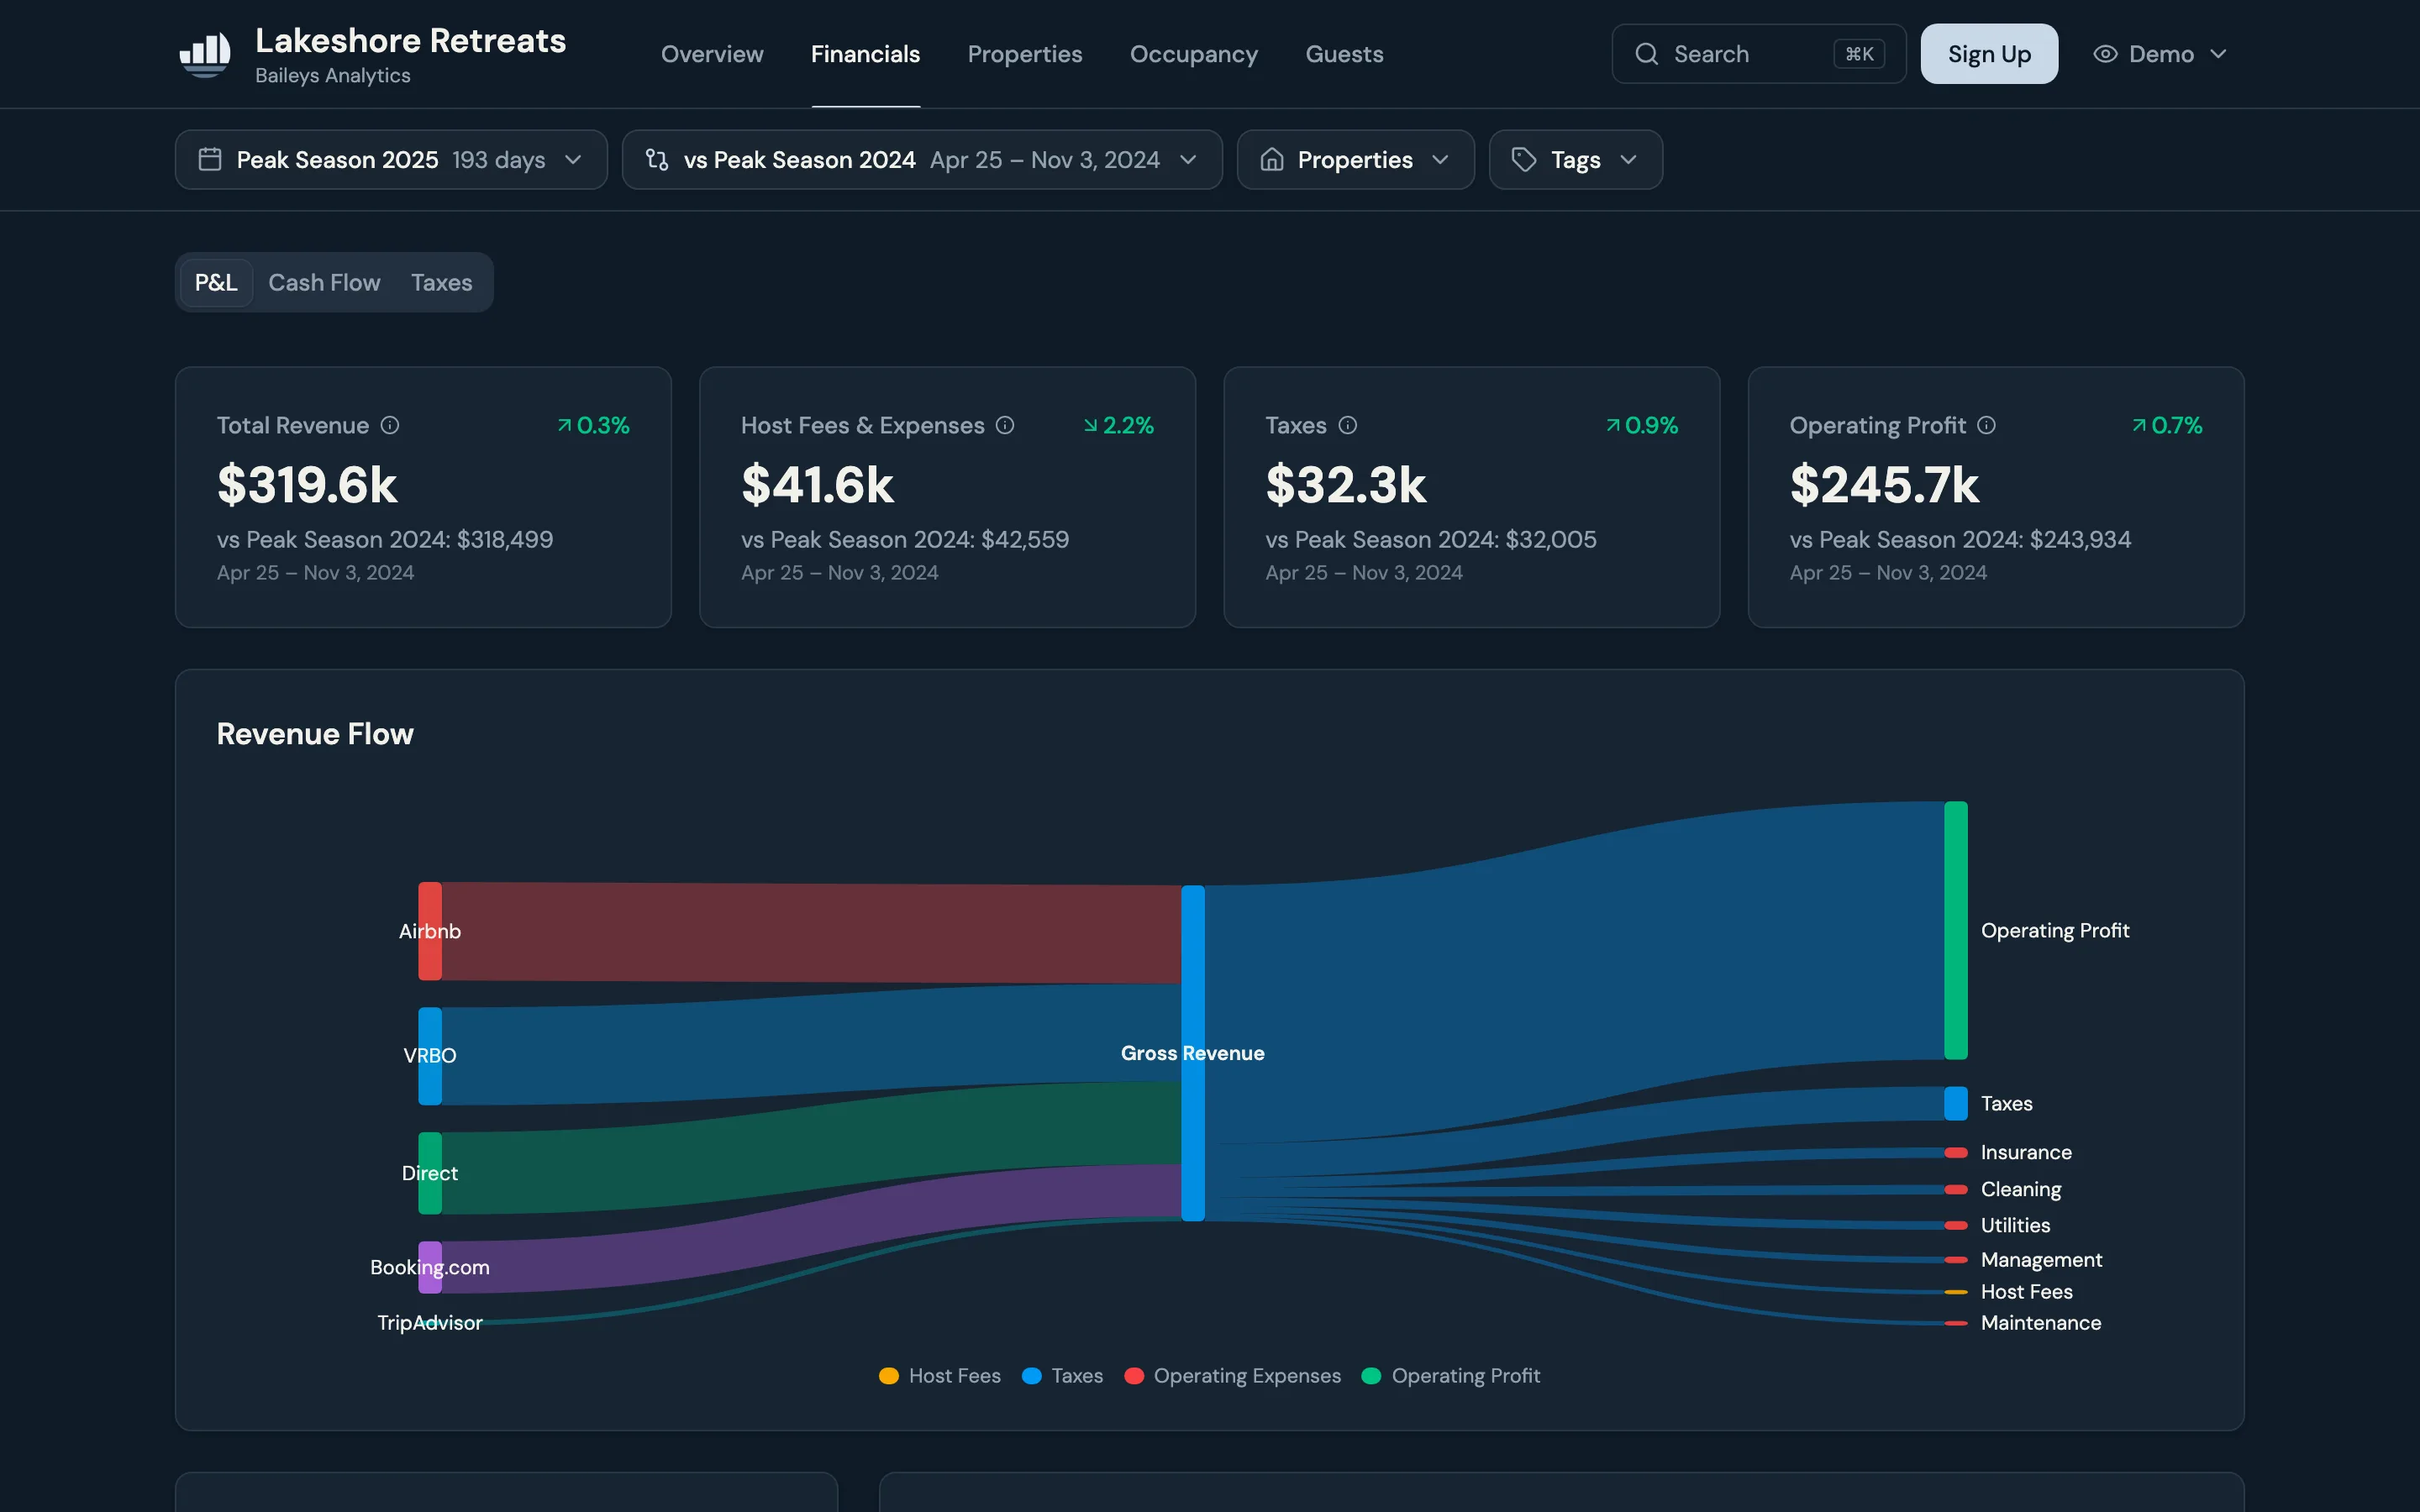 Lakeshore Retreats
Baileys Analytics
Overview
Financials
Properties
Occupancy
Guests
Search
⌘K
Sign Up
Demo
Peak Season 2025 193 days
vs Peak Season 2024 Apr 25 – Nov 3, 2024
Properties
Tags
P&L
Cash Flow
Taxes
Total Revenue
0.3%
$319.6k
vs Peak Season 2024: $318,499
Apr 25 – Nov 3, 2024
Host Fees & Expenses
2.2%
$41.6k
vs Peak Season 2024: $42,559
Apr 25 – Nov 3, 2024
Taxes
0.9%
$32.3k
vs Peak Season 2024: $32,005
Apr 25 – Nov 3, 2024
Operating Profit
0.7%
$245.7k
vs Peak Season 2024: $243,934
Apr 25 – Nov 3, 2024
Revenue Flow
Airbnb
VRBO
Direct
Booking.com
TripAdvisor
Gross Revenue
Operating Profit
Taxes
Insurance
Cleaning
Utilities
Management
Host Fees
Maintenance
Host Fees
Taxes
Operating Expenses
Operating Profit